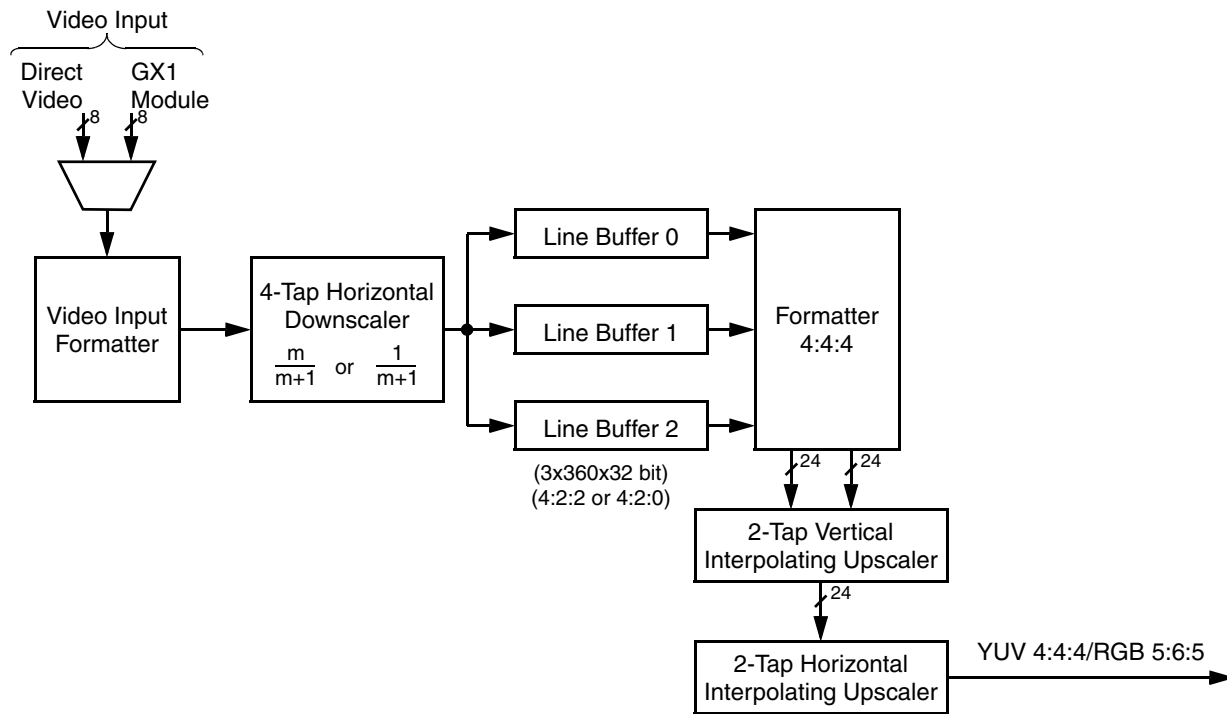 Video Input
Direct Video
GX1 Module
8
8
Video Input
Formatter
4-Tap Horizontal
Downscaler
m
m+1
or
1
m+1
Line Buffer 0
Line Buffer 1
Line Buffer 2
(3x360x32 bit)
(4:2:2 or 4:2:0)
Formatter
4:4:4
24
24
2-Tap Vertical
Interpolating Upscaler
24
2-Tap Horizontal
Interpolating Upscaler
YUV 4:4:4/RGB 5:6:5